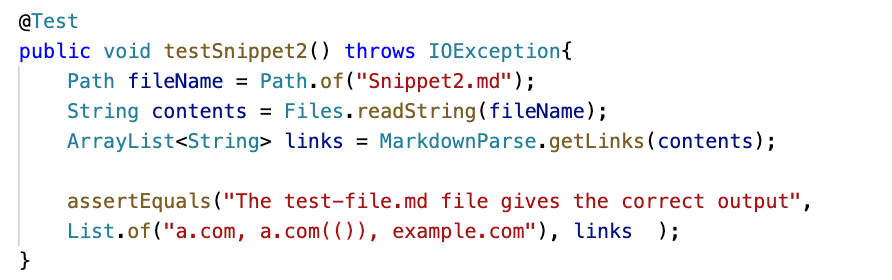 @Test
public void testSnippet2() throws IOException{
    Path fileName = Path.of("Snippet2.md");
    String contents = Files.readString(fileName);
    ArrayList<String> links = MarkdownParse.getLinks(contents);

    assertEquals("The test-file.md file gives the correct output",
    List.of("a.com, a.com(()), example.com"), links  );
}